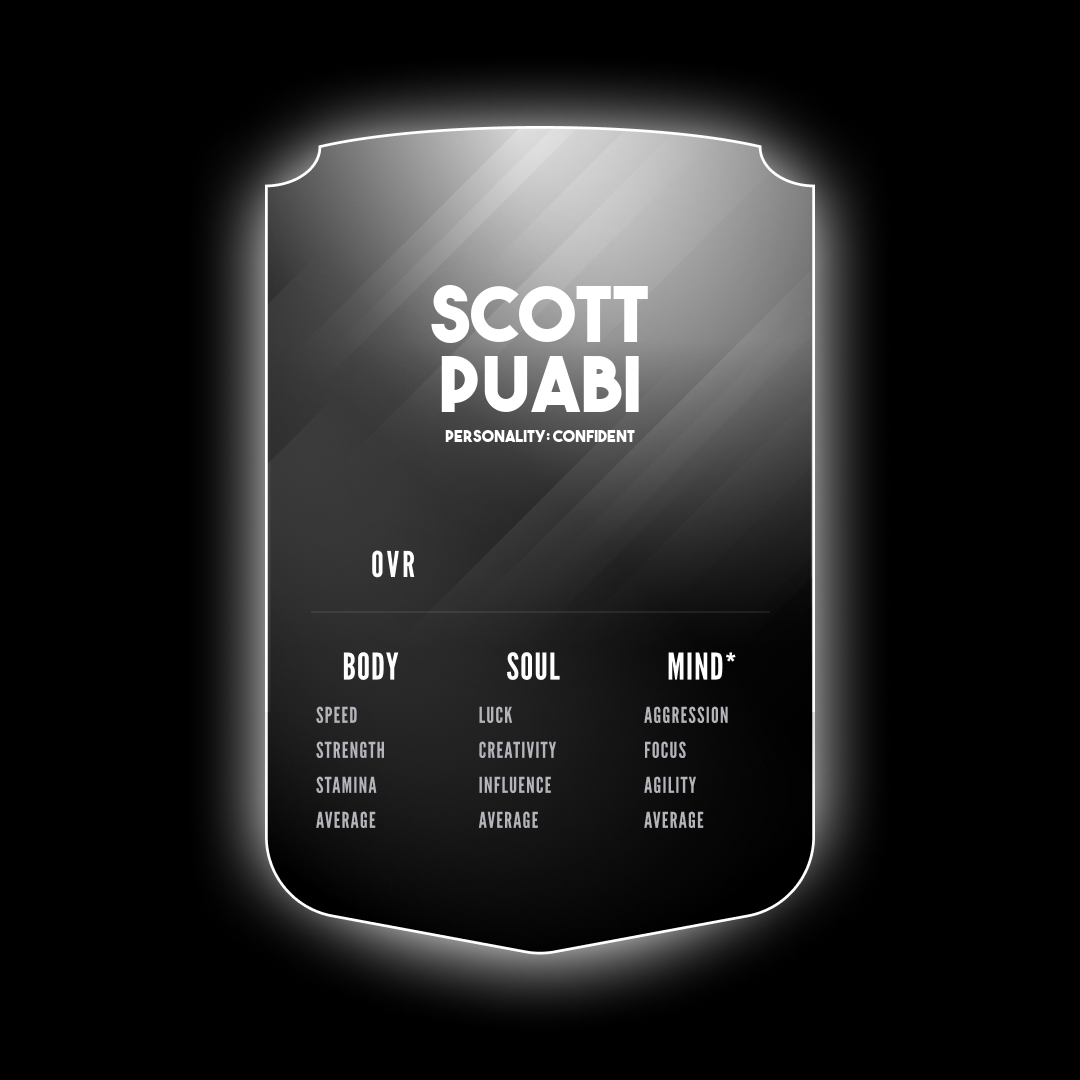 SCOTT
PUABI
PERSONALITY: CONFIDENT
OVR
BODY SOUL MIND*
SPEED LUCK AGGRESSION
STRENGTH CREATIVITY FOCUS
STAMINA INFLUENCE AGILITY
AVERAGE AVERAGE AVERAGE